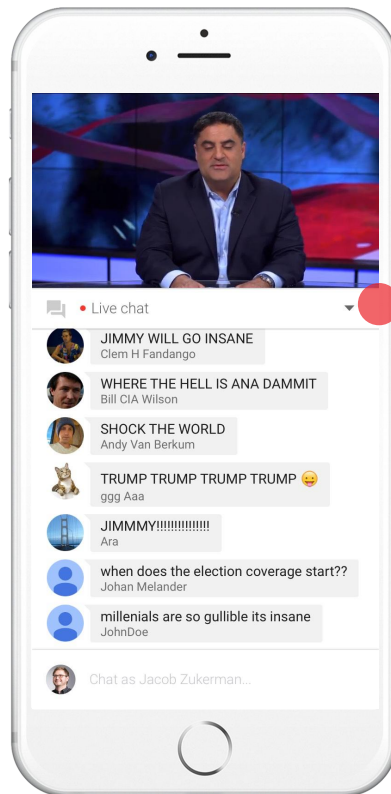 Live chat
JIMMY WILL GO INSANE
Clem H Fandango
WHERE THE HELL IS ANA DAMMIT
Bill CIA Wilson
SHOCK THE WORLD
Andy Van Berkum
TRUMP TRUMP TRUMP TRUMP 😛
ggg Aaa
JIMMMY!!!!!!!!!!!!!!!
Ara
when does the election coverage start??
Johan Melander
millenials are so gullible its insane
JohnDoe
Chat as Jacob Zukerman...